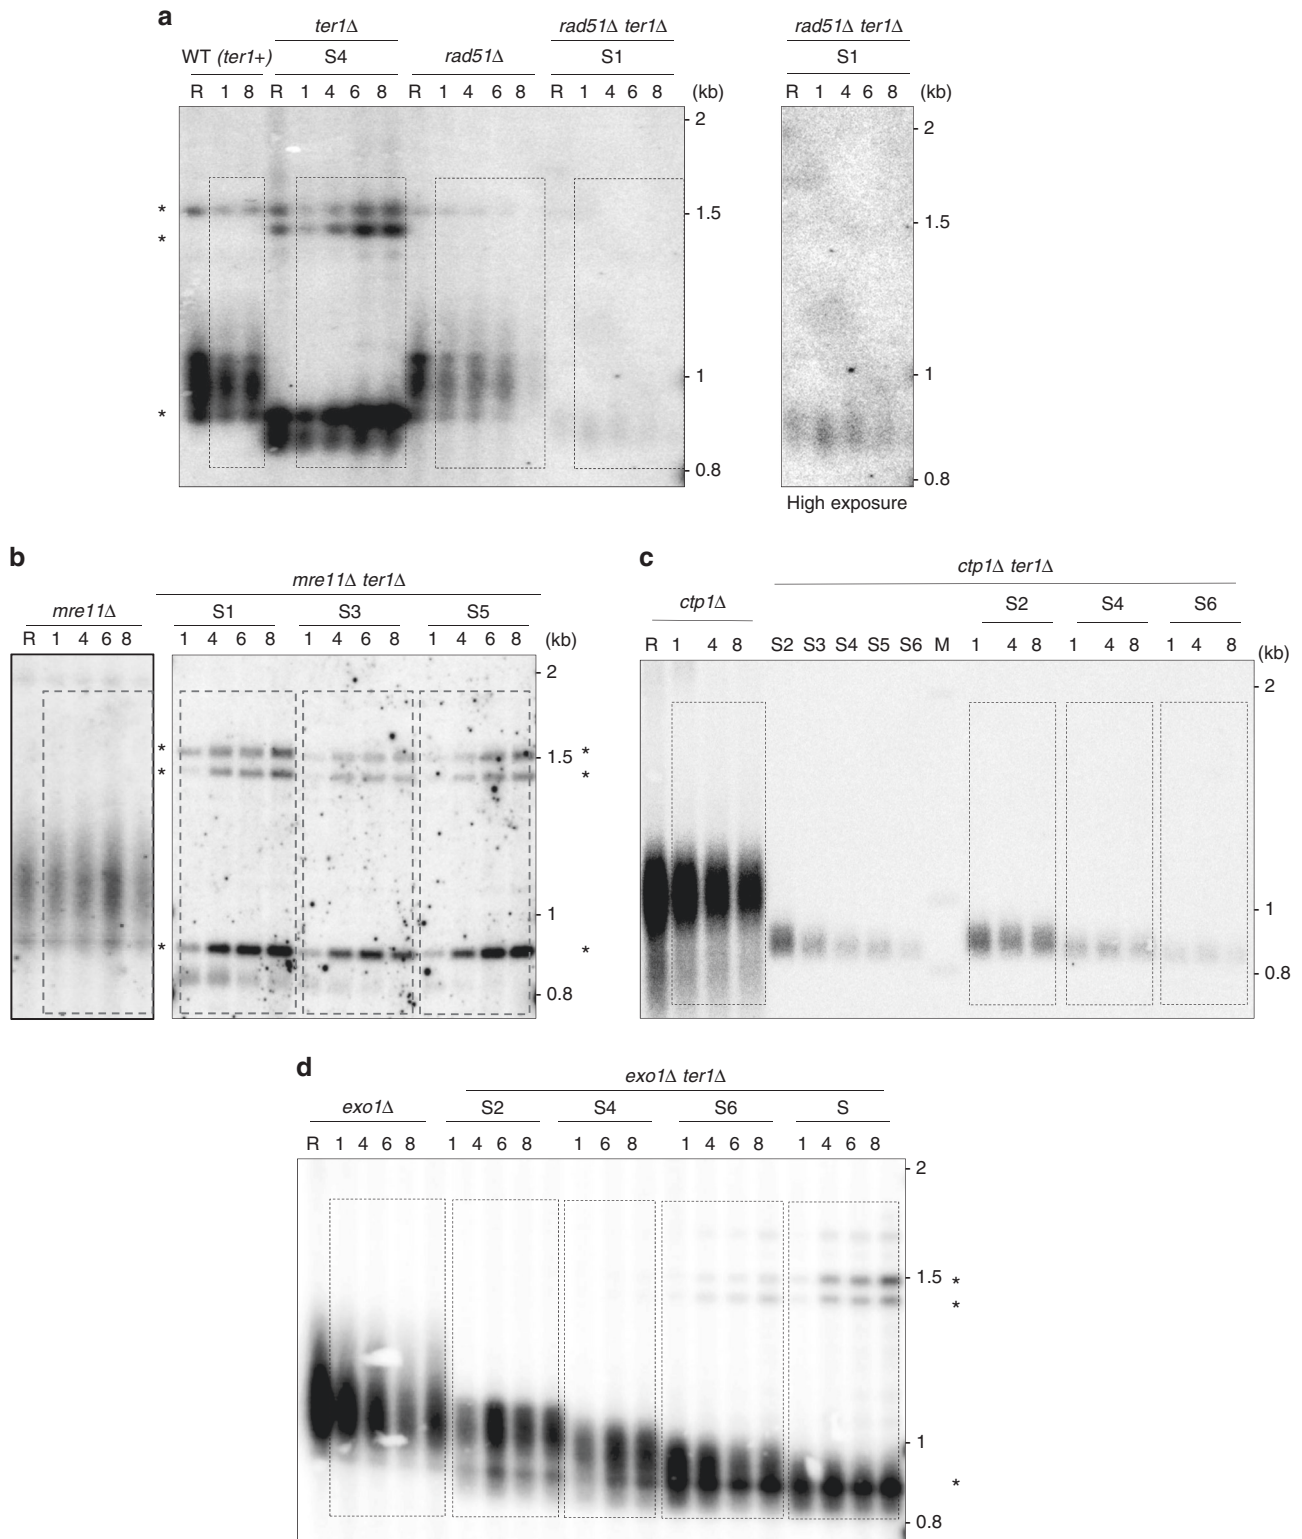 a
ter1Δ rad51Δ ter1Δ rad51Δ ter1Δ
WT (ter1+) S4 rad51Δ S1 S1
R 1 8 R 1 4 6 8 R 1 4 6 8 R 1 4 6 8 (kb) R 1 4 6 8 (kb)
2 2
* 1.5 1.5
*
1 1
*
0.8 0.8
High exposure
b
mre11Δ ter1Δ
mre11Δ S1 S3 S5
R 1 4 6 8 1 4 6 8 1 4 6 8 1 4 6 8 (kb)
2
* 1.5 *
* *
1
* *
0.8
c
ctp1Δ ter1Δ
ctp1Δ S2 S4 S6
R 1 4 8 S2 S3 S4 S5 S6 M 1 4 8 1 4 8 1 4 8 (kb)
2
1
0.8
d
exo1Δ ter1Δ
exo1Δ S2 S4 S6 S
R 1 4 6 8 1 4 6 8 1 6 8 1 4 6 8 1 4 6 8 (kb)
2
1.5 *
*
1
*
0.8